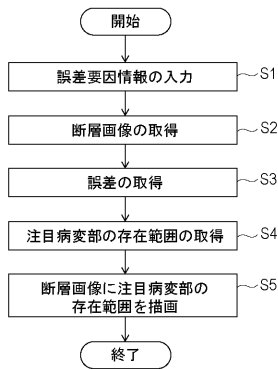 開始
誤差要因情報の入力 S1
断層画像の取得 S2
誤差の取得 S3
注目病変部の存在範囲の取得 S4
断層画像に注目病変部の S5
存在範囲を描画
終了